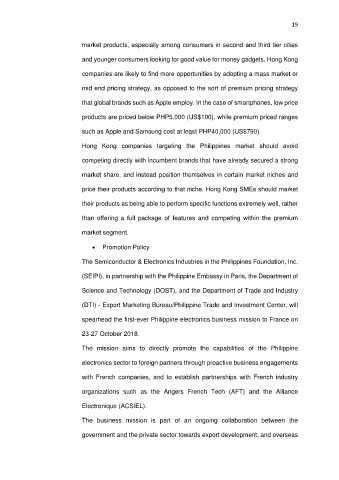 19
market products, especially among consumers in second and third tier cities
and younger consumers looking for good value for money gadgets. Hong Kong
companies are likely to find more opportunities by adopting a mass market or
mid end pricing strategy, as opposed to the sort of premium pricing strategy
that global brands such as Apple employ. In the case of smartphones, low price
products are priced below PHP5,000 (US$100), while premium priced ranges
such as Apple and Samsung cost at least PHP40,000 (US$790).
Hong Kong companies targeting the Philippines market should avoid
competing directly with incumbent brands that have already secured a strong
market share, and instead position themselves in certain market niches and
price their products according to that niche. Hong Kong SMEs should market
their products as being able to perform specific functions extremely well, rather
than offering a full package of features and competing within the premium
market segment.
• Promotion Policy
The Semiconductor & Electronics Industries in the Philippines Foundation, Inc.
(SEIPI), in partnership with the Philippine Embassy in Paris, the Department of
Science and Technology (DOST), and the Department of Trade and Industry
(DTI) - Export Marketing Bureau/Philippine Trade and Investment Center, will
spearhead the first-ever Philippine electronics business mission to France on
23-27 October 2018.
The mission aims to directly promote the capabilities of the Philippine
electronics sector to foreign partners through proactive business engagements
with French companies, and to establish partnerships with French industry
organizations such as the Angers French Tech (AFT) and the Alliance
Electronique (ACSIEL).
The business mission is part of an ongoing collaboration between the
government and the private sector towards export development, and overseas